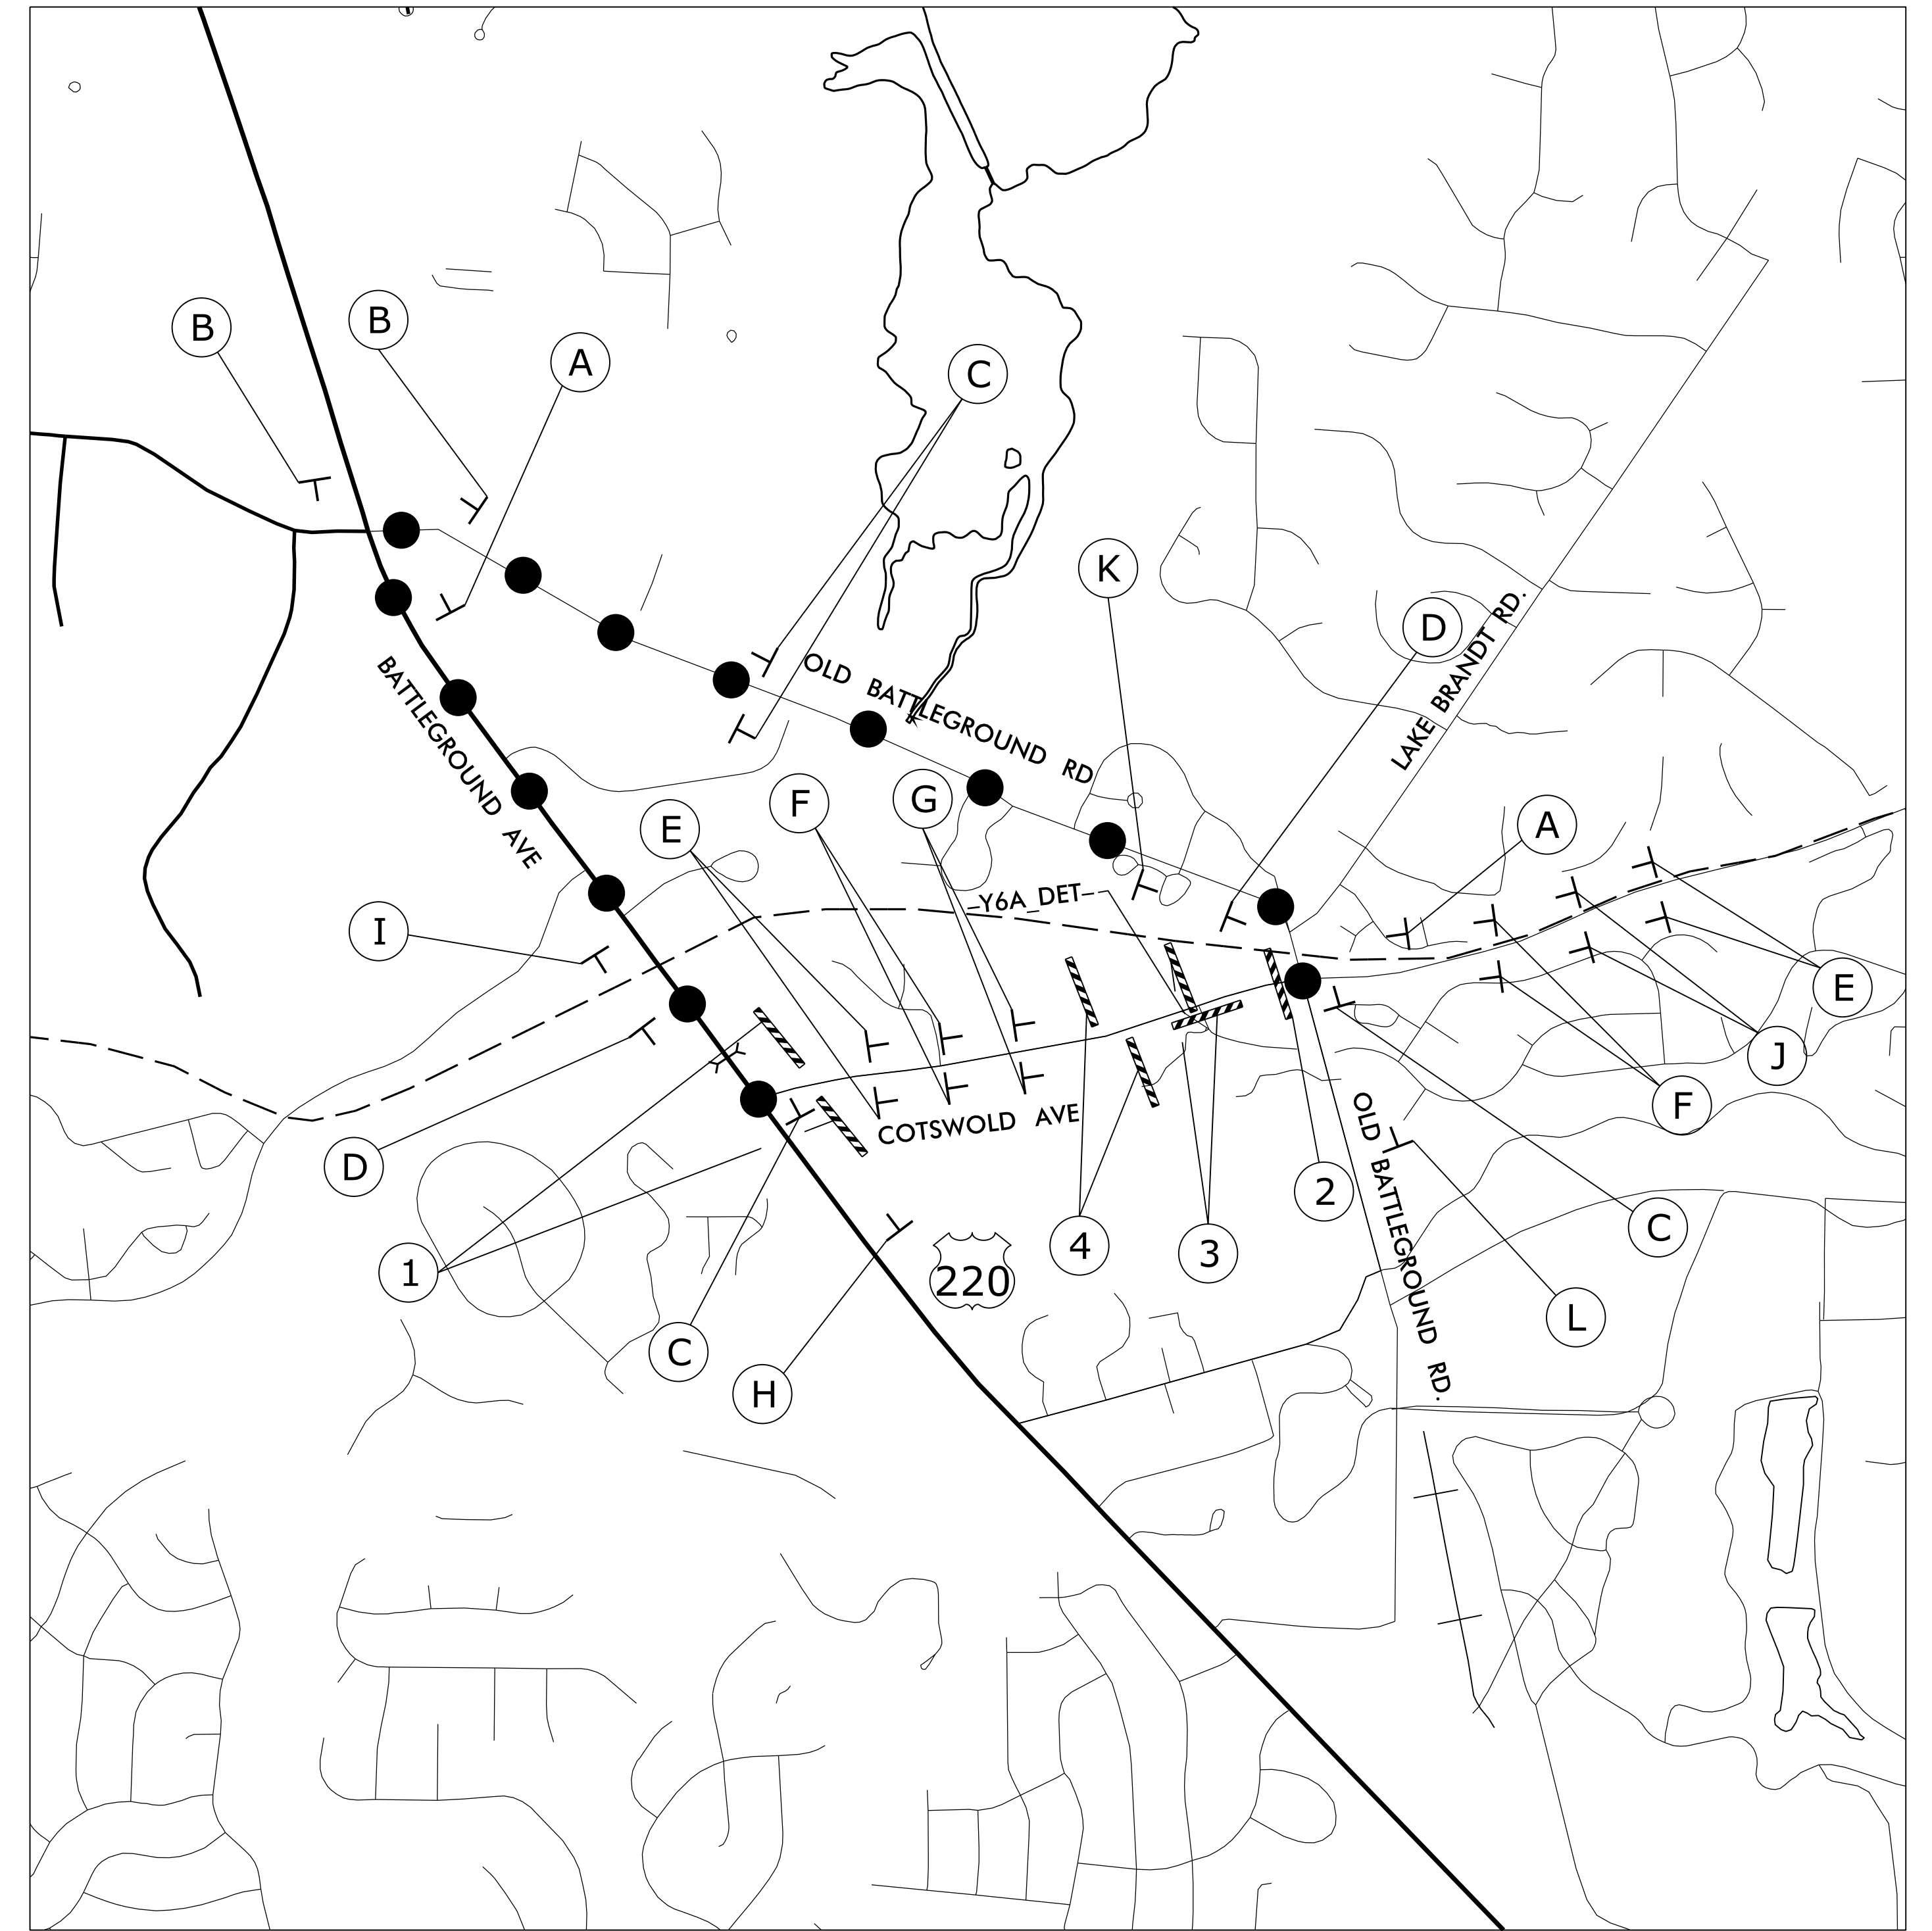 B
B
A
C
K
D
LAKE BRANDT RD.
OLD BATTLEGROUND RD
BATTLEGROUND AVE
E
F
G
A
-Y6A_DET-
I
E
J
F
COTSWOLD AVE
D
OLD BATTLEGROUND RD.
2
C
4
3
1
220
L
C
H